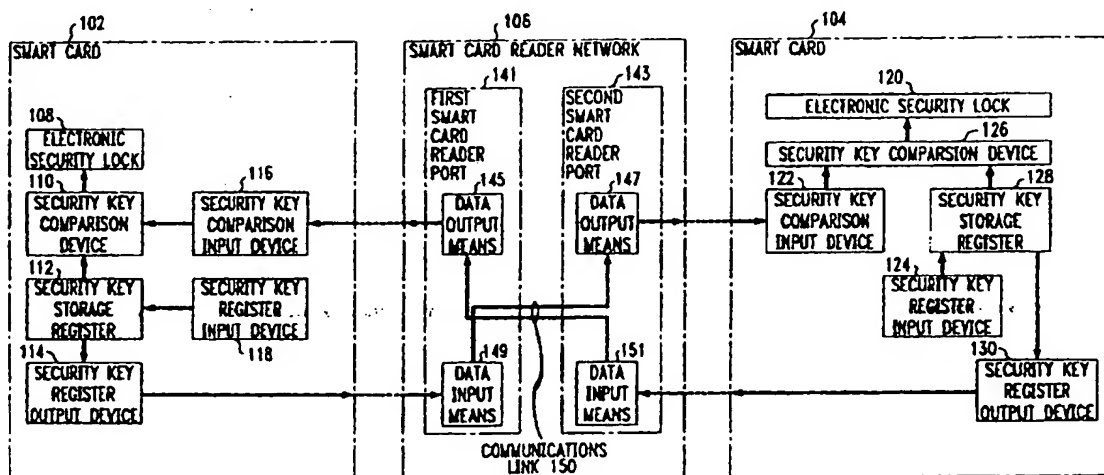 102
SMART CARD
108
ELECTRONIC
SECURITY LOCK
110
SECURITY KEY
COMPARISON
DEVICE
116
SECURITY KEY
COMPARISON
INPUT DEVICE
112
SECURITY KEY
STORAGE
REGISTER
SECURITY KEY
REGISTER
INPUT DEVICE
118
114
SECURITY KEY
REGISTER
OUTPUT DEVICE
106
SMART CARD READER NETWORK
141
FIRST
SMART
CARD
READER
PORT
145
DATA
OUTPUT
MEANS
149
DATA
INPUT
MEANS
143
SECOND
SMART
CARD
READER
PORT
147
DATA
OUTPUT
MEANS
151
DATA
INPUT
MEANS
COMMUNICATIONS
LINK 150
104
SMART CARD
120
ELECTRONIC SECURITY LOCK
126
SECURITY KEY COMPARSION DEVICE
122
SECURITY KEY
COMPARISON
INPUT DEVICE
128
SECURITY KEY
STORAGE
REGISTER
124
SECURITY KEY
REGISTER
INPUT DEVICE
130
SECURITY KEY
REGISTER
OUTPUT DEVICE